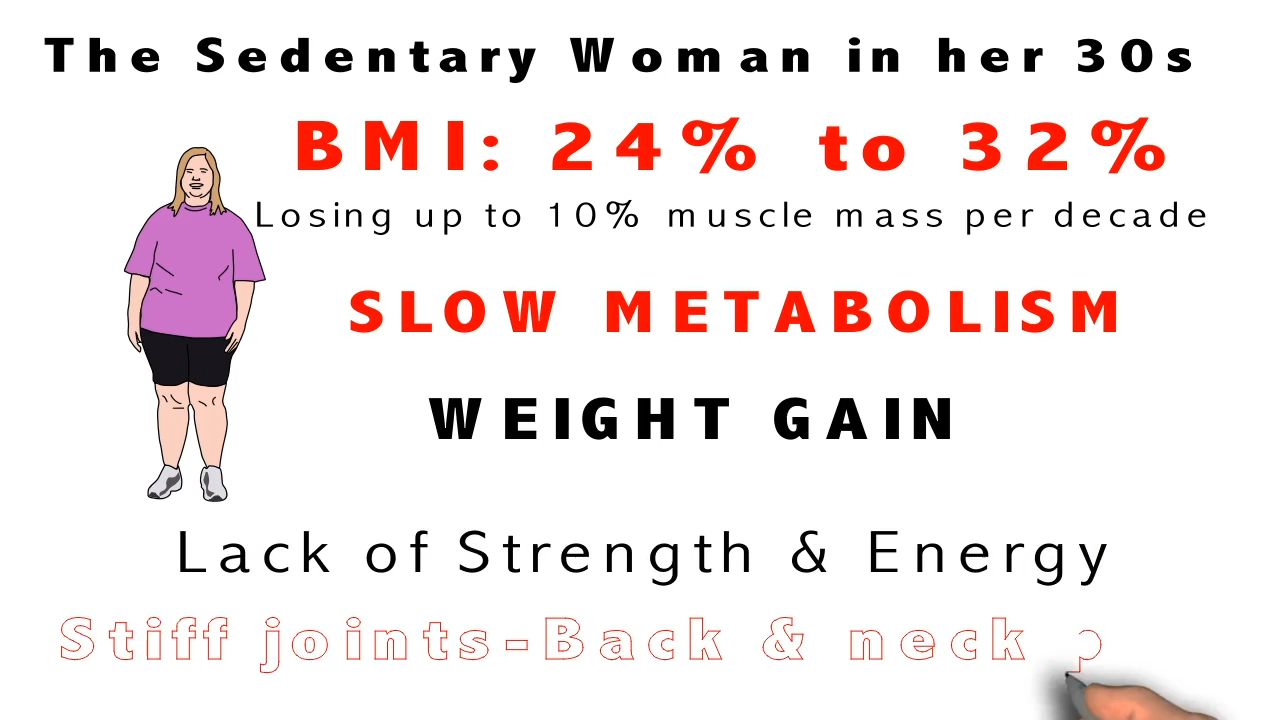 The Sedentary Woman in her 30s
BMI: 24% to 32%
Losing up to 10% muscle mass per decade
SLOW METABOLISM
WEIGHT GAIN
Lack of Strength & Energy
Stiff joints-Back & neck